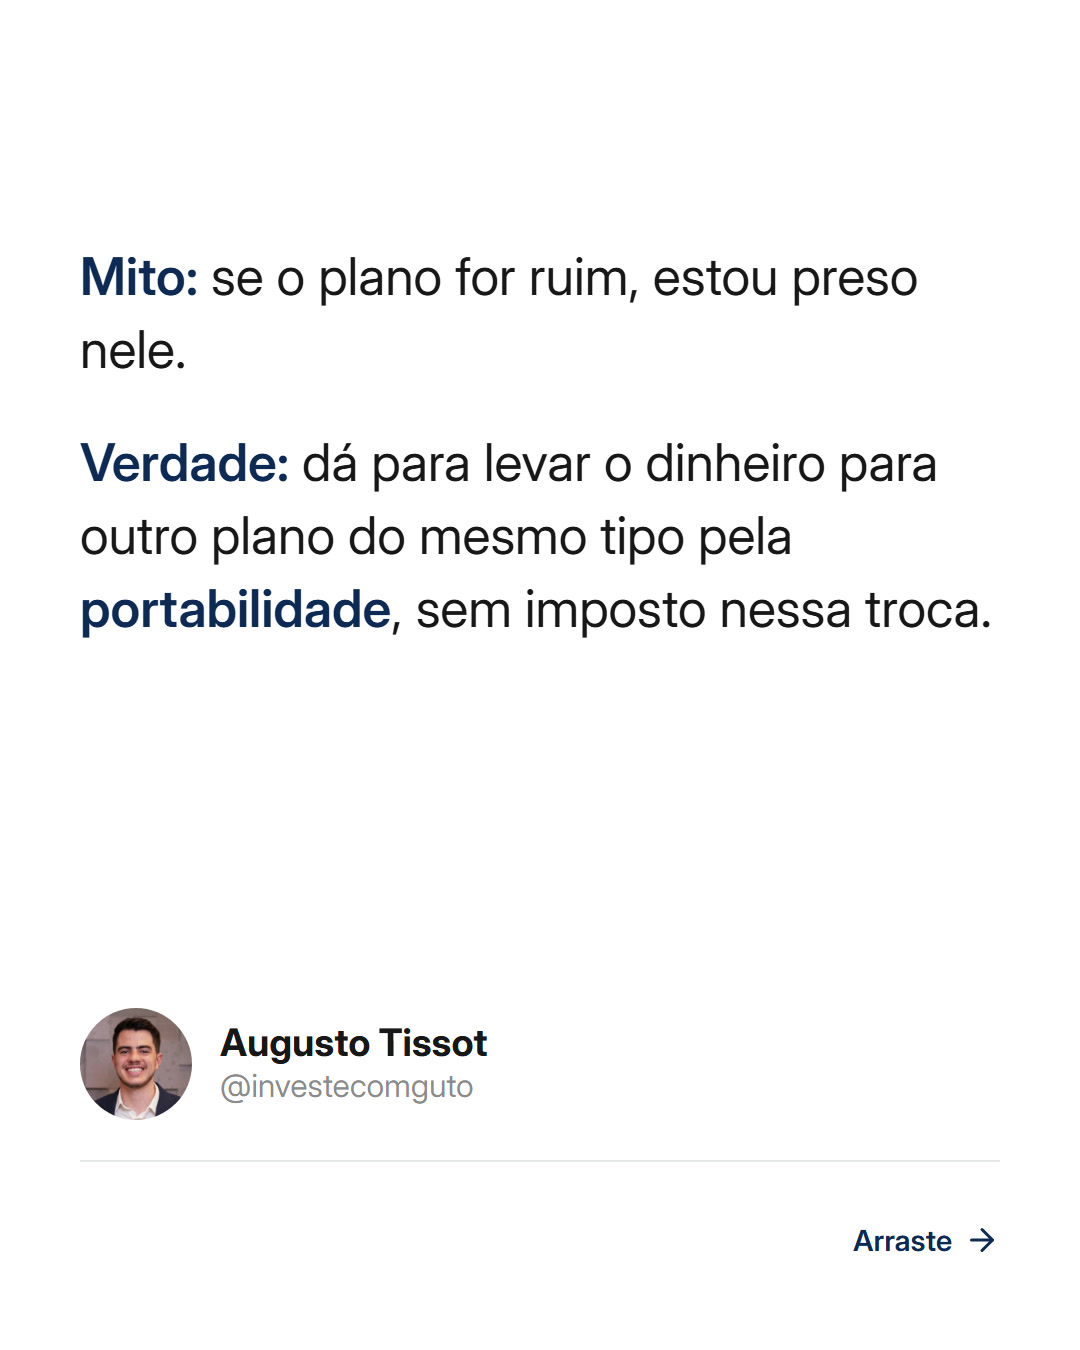 Mito: se o plano for ruim, estou preso
nele.
Verdade: dá para levar o dinheiro para
outro plano do mesmo tipo pela
portabilidade, sem imposto nessa troca.
Augusto Tissot
@investecomguto
Arraste →